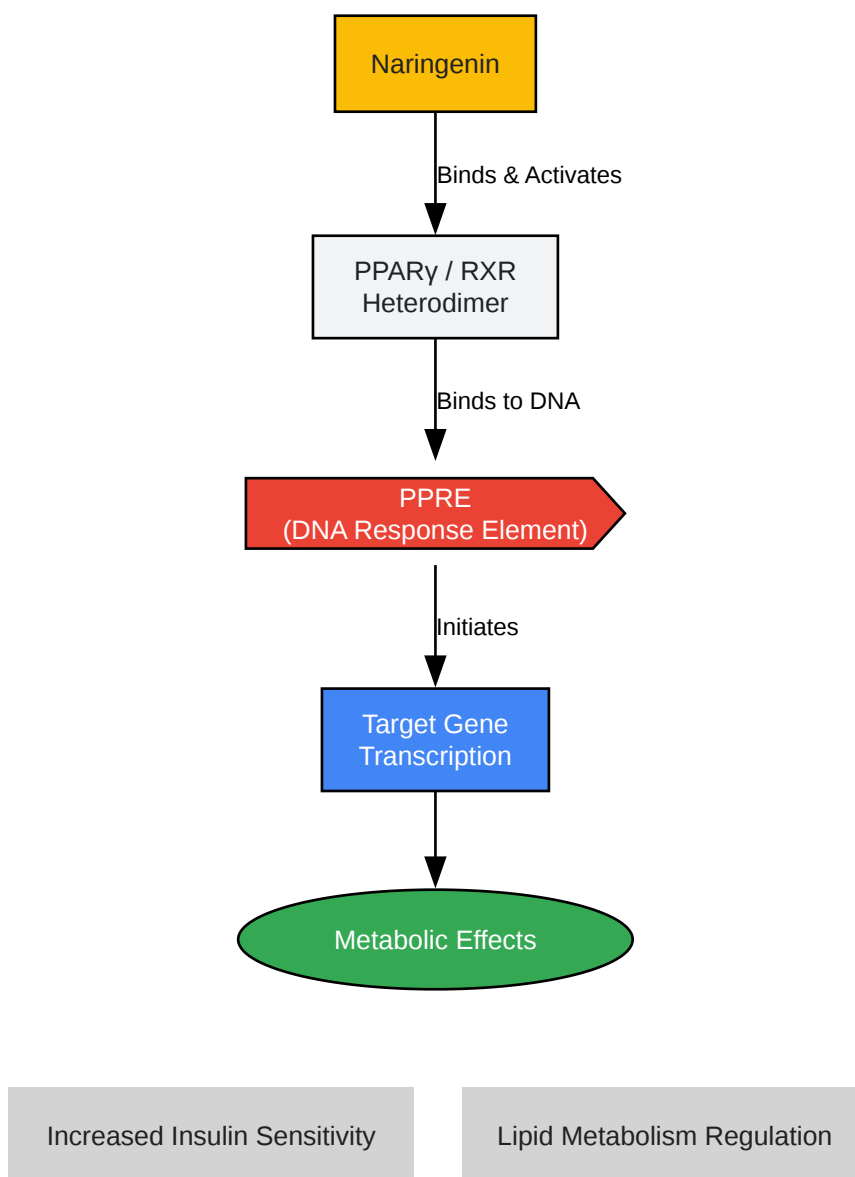 Naringenin
Binds & Activates
PPARγ / RXR
Heterodimer
Binds to DNA
PPRE
(DNA Response Element)
Initiates
Target Gene
Transcription
Metabolic Effects
Increased Insulin Sensitivity
Lipid Metabolism Regulation